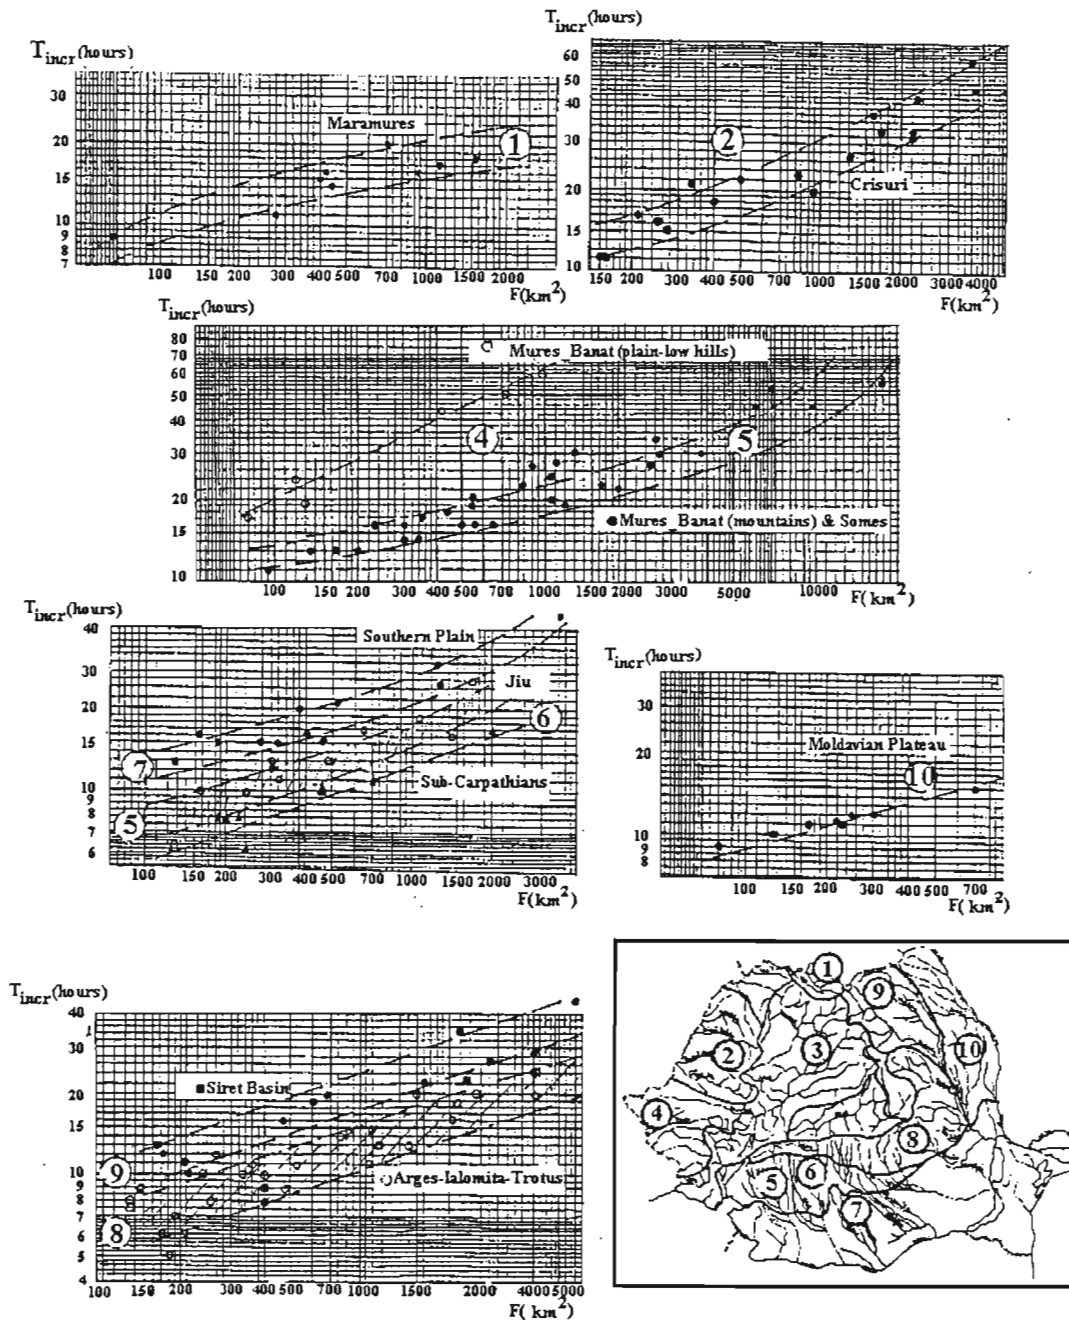 T_incr(hours)
30
20
15
10
9
8
7
Maramures
1
100 150 200 300 400 500 700 1000 1500 2000
F(km²)
T_incr(hours)
60
50
40
30
20
15
10
2
Crisuri
150 200 300 400 500 700 1000 2000 3000 4000
F(km²)
T_incr(hours)
80
70
60
50
40
30
20
15
10
Mures_Banat (plain-low hills)
4
5
Mures_Banat (mountains) & Somes
100 150 200 300 400 500 700 1000 2000 3000 5000 10000
F(km²)
T_incr(hours)
40
30
20
15
10
9
8
7
6
Southern Plain
Jiu
6
7
Sub-Carpathians
5
100 150 200 300 400 500 700 1000 1500 2000 3000
F(km²)
T_incr(hours)
30
20
10
9
8
Moldavian Plateau
10
100 150 200 300 400 500 700
F(km²)
T_incr(hours)
40
30
20
15
10
9
8
7
6
5
4
Siret Basin
9
Arges-Ialomita-Trotus
8
100 150 200 300 400 500 700 1000 1500 2000 3000 4000 5000
F(km²)
1
9
2
3
10
4
8
5
6
7